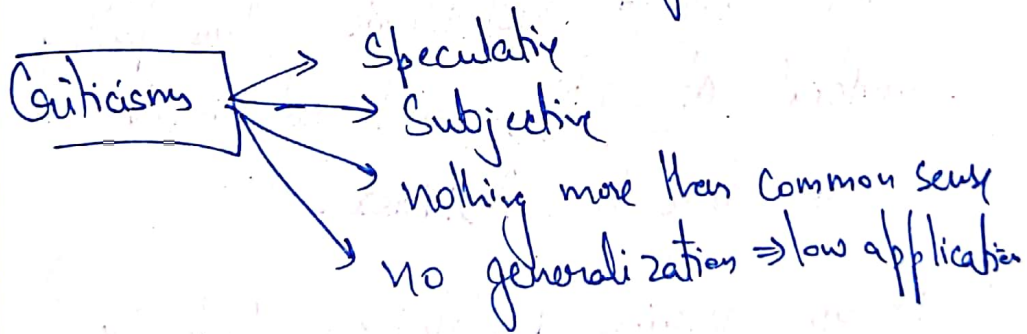 Criticisms
Speculative
Subjective
nothing more than common sense
no generalization ⇒ low application